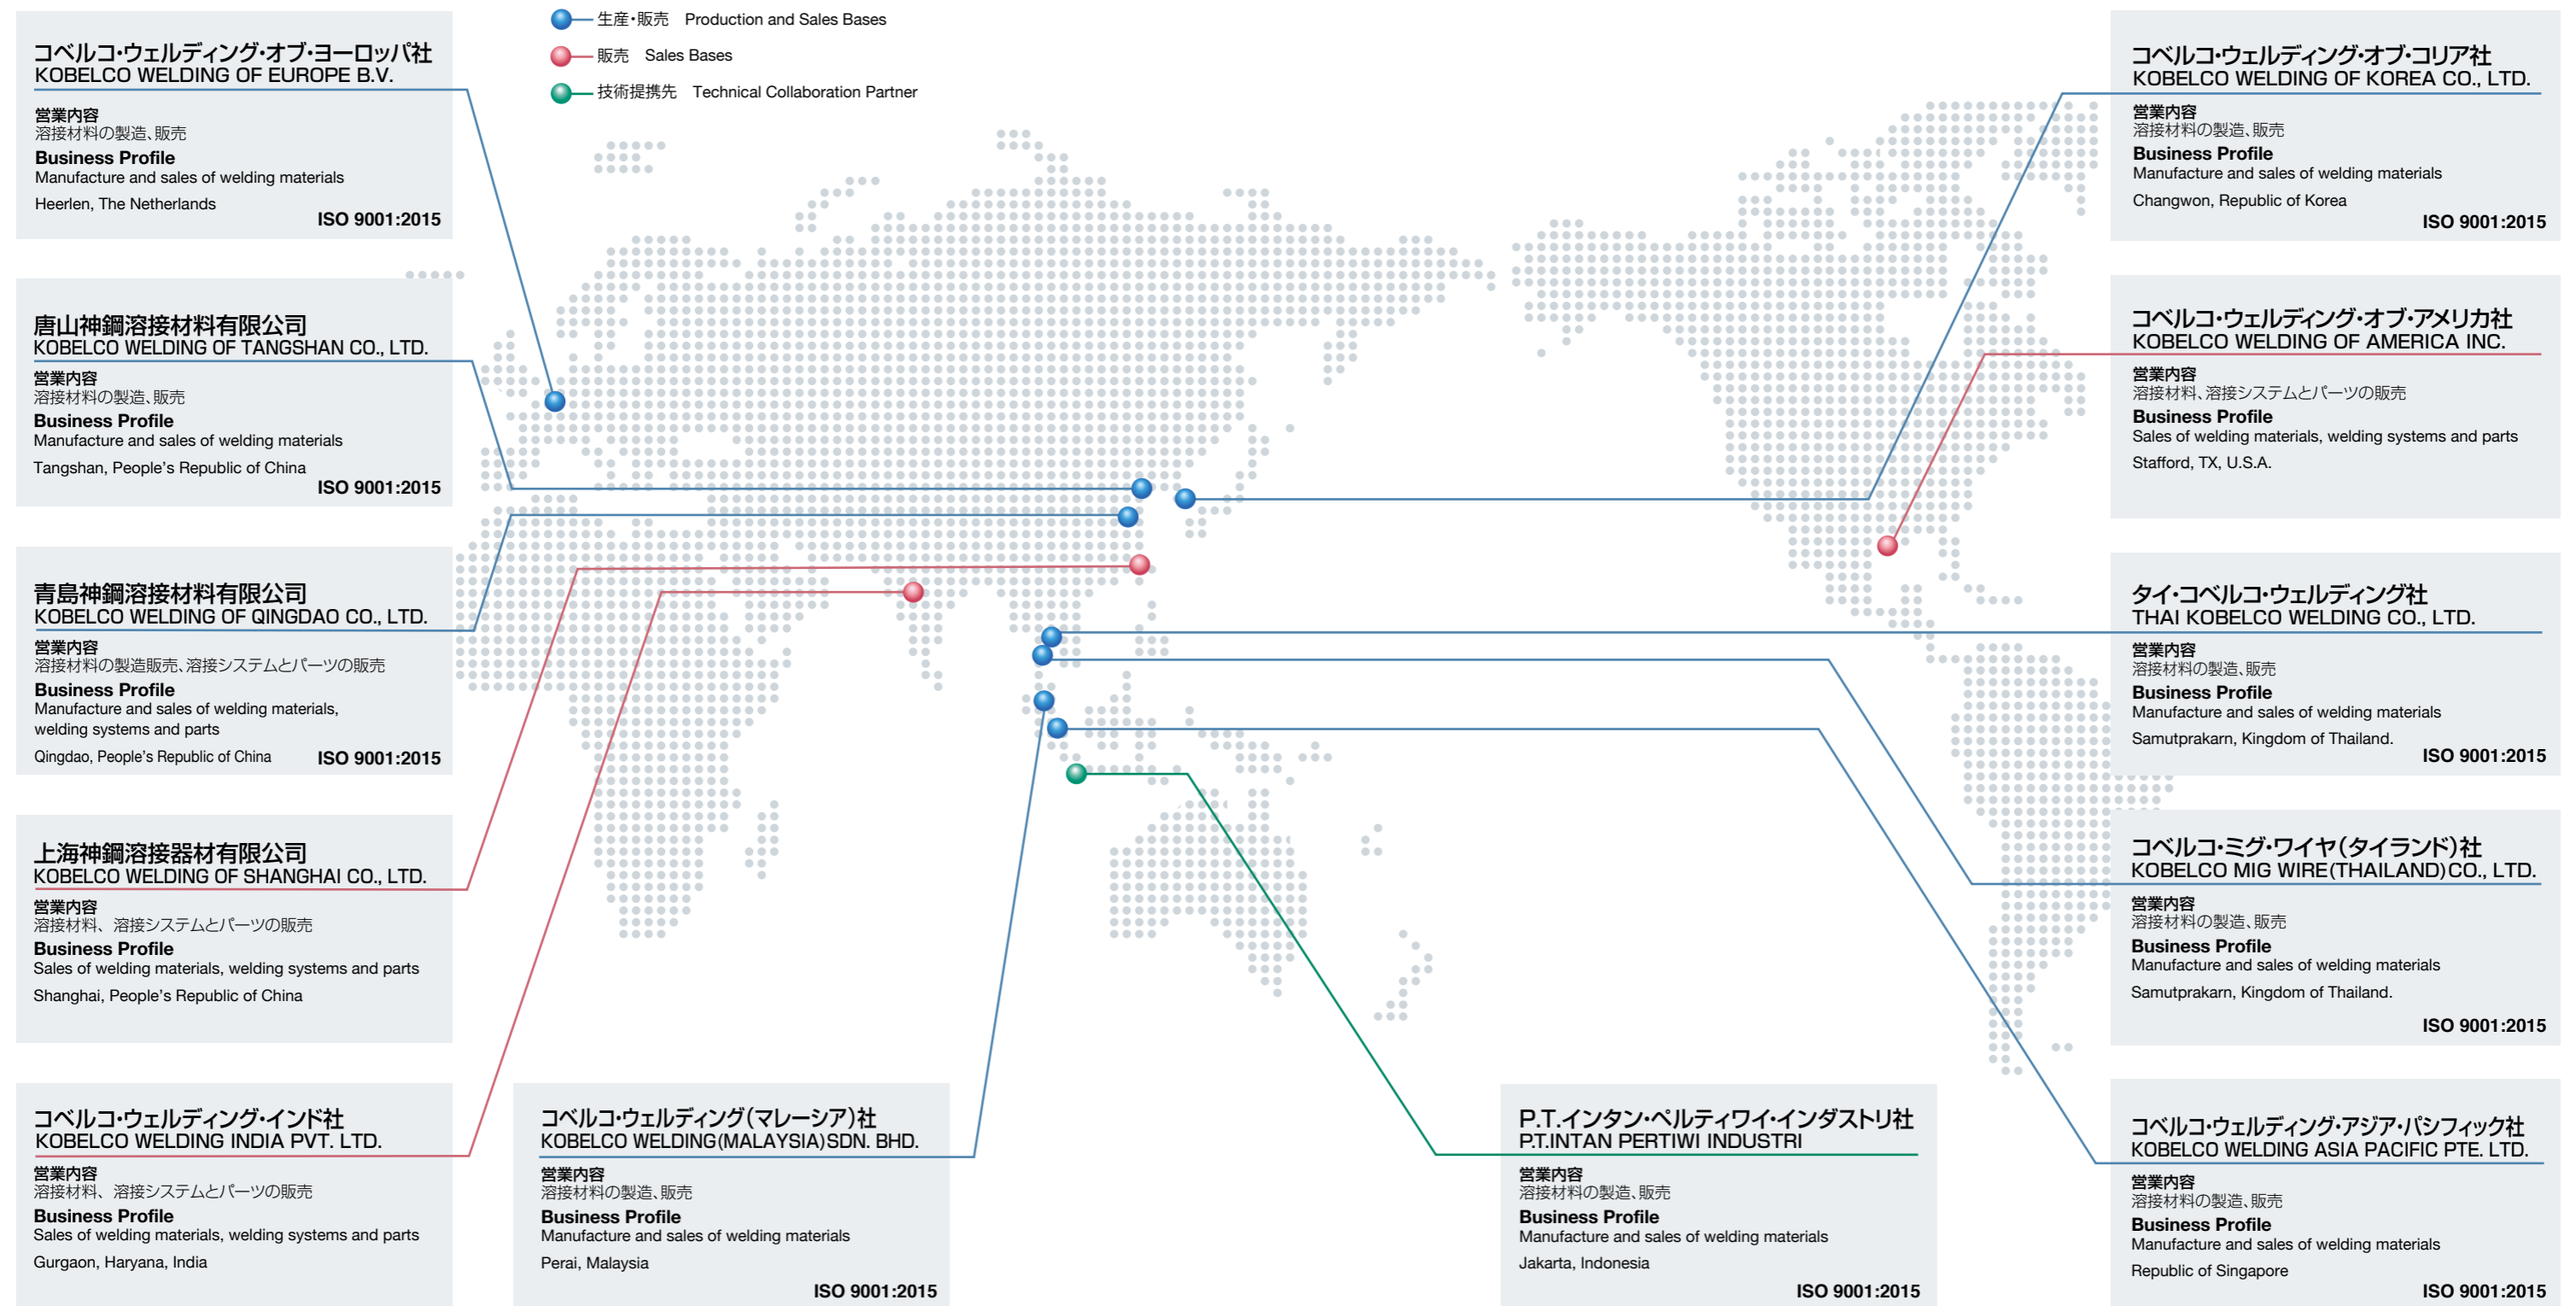 生産・販売 Production and Sales Bases
販売 Sales Bases
技術提携先 Technical Collaboration Partner
コベルコ・ウェルディング・オブ・ヨーロッパ社
KOBELCO WELDING OF EUROPE B.V.
営業内容
溶接材料の製造、販売
Business Profile
Manufacture and sales of welding materials
Heerlen, The Netherlands
ISO 9001:2015
唐山神鋼溶接材料有限公司
KOBELCO WELDING OF TANGSHAN CO., LTD.
営業内容
溶接材料の製造、販売
Business Profile
Manufacture and sales of welding materials
Tangshan, People's Republic of China
ISO 9001:2015
青島神鋼溶接材料有限公司
KOBELCO WELDING OF QINGDAO CO., LTD.
営業内容
溶接材料の製造販売、溶接システムとパーツの販売
Business Profile
Manufacture and sales of welding materials,
welding systems and parts
Qingdao, People's Republic of China ISO 9001:2015
上海神鋼溶接器材有限公司
KOBELCO WELDING OF SHANGHAI CO., LTD.
営業内容
溶接材料、溶接システムとパーツの販売
Business Profile
Sales of welding materials, welding systems and parts
Shanghai, People's Republic of China
コベルコ・ウェルディング・インド社
KOBELCO WELDING INDIA PVT. LTD.
営業内容
溶接材料、溶接システムとパーツの販売
Business Profile
Sales of welding materials, welding systems and parts
Gurgaon, Haryana, India
コベルコ・ウェルディング(マレーシア)社
KOBELCO WELDING(MALAYSIA)SDN. BHD.
営業内容
溶接材料の製造、販売
Business Profile
Manufacture and sales of welding materials
Perai, Malaysia
ISO 9001:2015
P.T.インタン・ペルティワイ・インダストリ社
P.T.INTAN PERTIWI INDUSTRI
営業内容
溶接材料の製造、販売
Business Profile
Manufacture and sales of welding materials
Jakarta, Indonesia
ISO 9001:2015
コベルコ・ウェルディング・オブ・コリア社
KOBELCO WELDING OF KOREA CO., LTD.
営業内容
溶接材料の製造、販売
Business Profile
Manufacture and sales of welding materials
Changwon, Republic of Korea
ISO 9001:2015
コベルコ・ウェルディング・オブ・アメリカ社
KOBELCO WELDING OF AMERICA INC.
営業内容
溶接材料、溶接システムとパーツの販売
Business Profile
Sales of welding materials, welding systems and parts
Stafford, TX, U.S.A.
タイ・コベルコ・ウェルディング社
THAI KOBELCO WELDING CO., LTD.
営業内容
溶接材料の製造、販売
Business Profile
Manufacture and sales of welding materials
Samutprakarn, Kingdom of Thailand.
ISO 9001:2015
コベルコ・ミグ・ワイヤ(タイランド)社
KOBELCO MIG WIRE(THAILAND)CO., LTD.
営業内容
溶接材料の製造、販売
Business Profile
Manufacture and sales of welding materials
Samutprakarn, Kingdom of Thailand.
ISO 9001:2015
コベルコ・ウェルディング・アジア・パシフィック社
KOBELCO WELDING ASIA PACIFIC PTE. LTD.
営業内容
溶接材料の製造、販売
Business Profile
Manufacture and sales of welding materials
Republic of Singapore
ISO 9001:2015